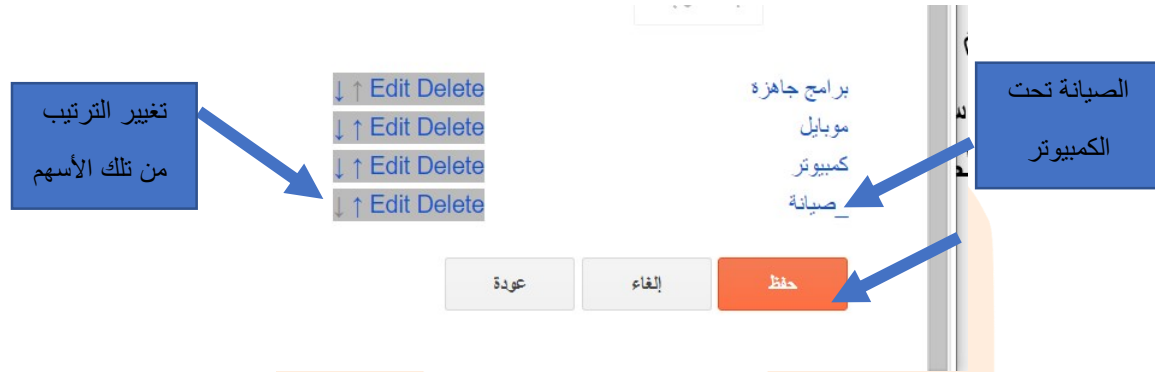 برامج جاهزة
Edit Delete ↑ ↓
موبايل
Edit Delete ↑ ↓
كمبيوتر
Edit Delete ↑ ↓
_صيانة
Edit Delete ↑ ↓
حفظ
إلغاء
عودة
الصيانة تحت
الكمبيوتر
تغيير الترتيب
من تلك الأسهم